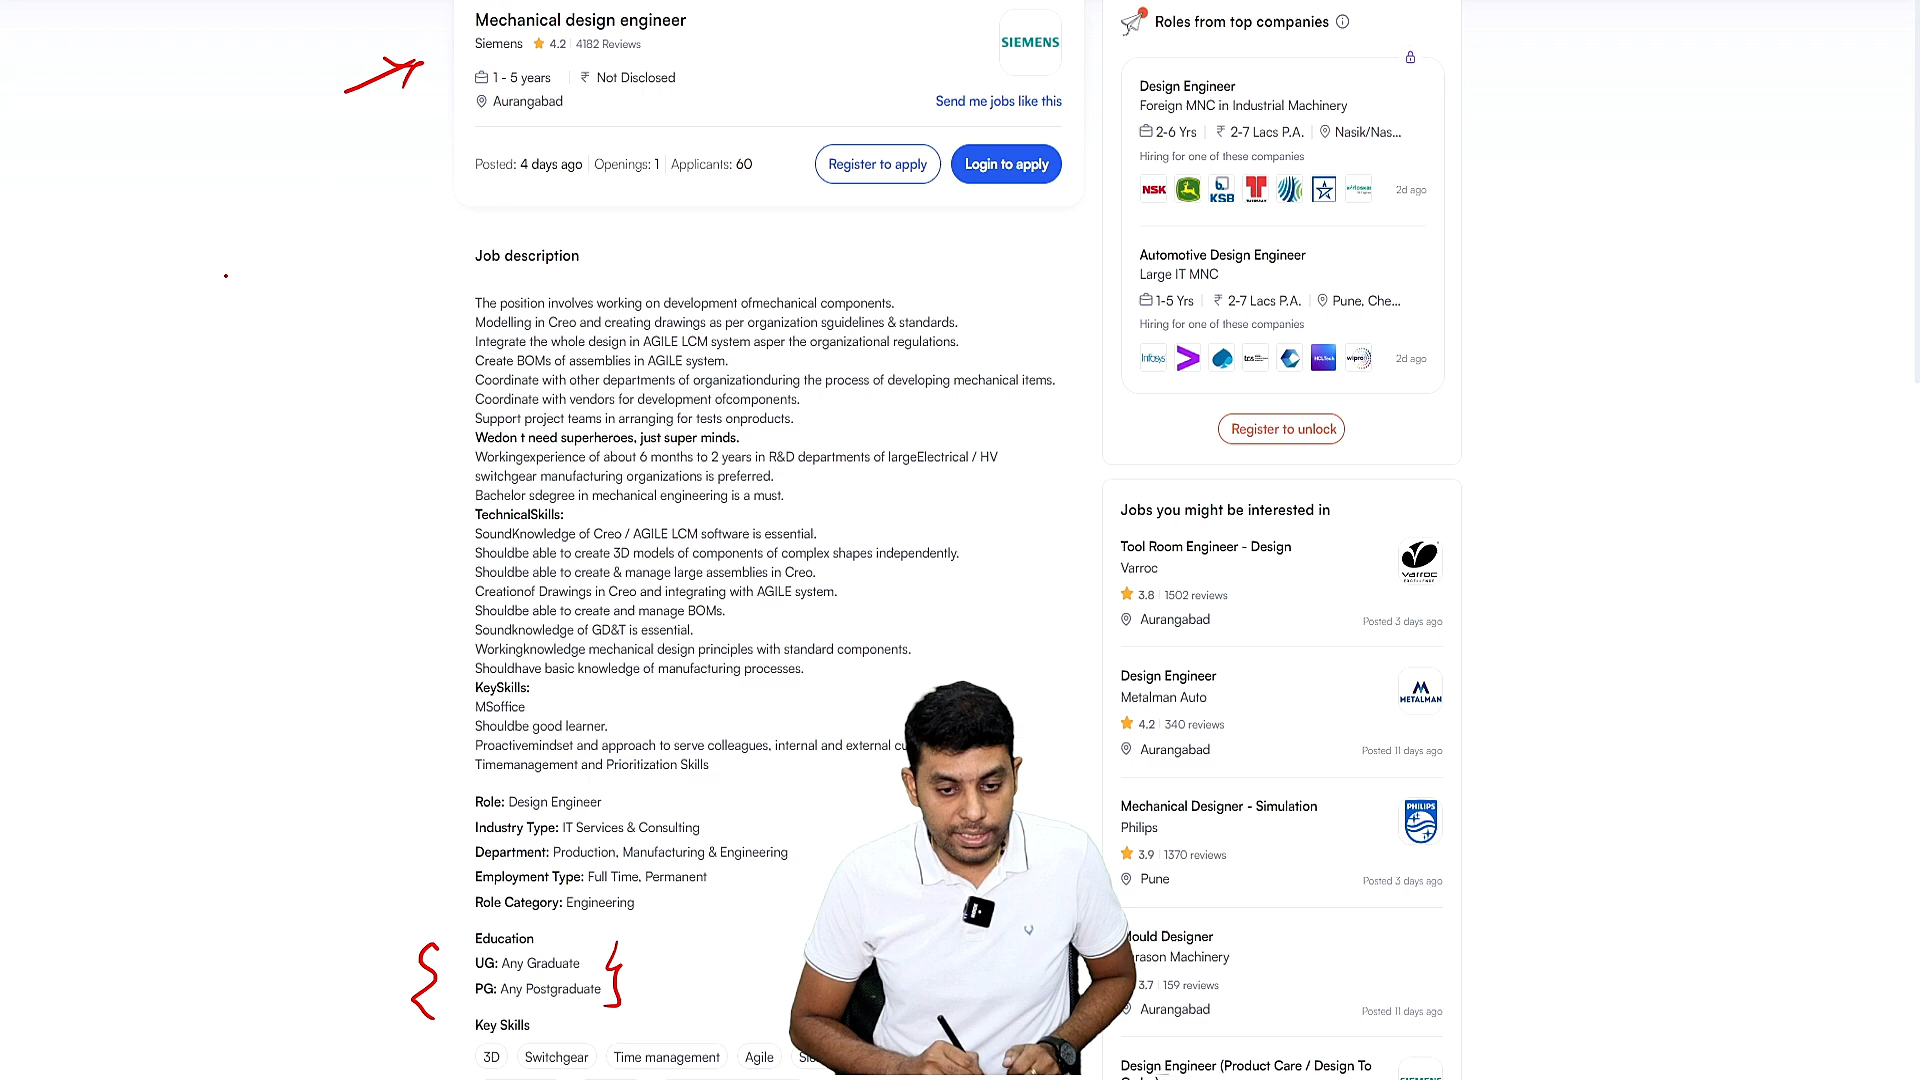 Mechanical design engineer
Siemens 4.2 4182 Reviews
SIEMENS
1 - 5 years ₹ Not Disclosed
Aurangabad
Send me jobs like this
Posted: 4 days ago Openings: 1 Applicants: 60
Register to apply Login to apply
Job description
The position involves working on development ofmechanical components.
Modelling in Creo and creating drawings as per organization sguidelines & standards.
Integrate the whole design in AGILE LCM system asper the organizational regulations.
Create BOMs of assemblies in AGILE system.
Coordinate with other departments of organizationduring the process of developing mechanical items.
Coordinate with vendors for development ofcomponents.
Support project teams in arranging for tests onproducts.
Wedon t need superheroes, just super minds.
Workingexperience of about 6 months to 2 years in R&D departments of largeElectrical / HV
switchgear manufacturing organizations is preferred.
Bachelor sdegree in mechanical engineering is a must.
TechnicalSkills:
SoundKnowledge of Creo / AGILE LCM software is essential.
Shouldbe able to create 3D models of components of complex shapes independently.
Shouldbe able to create & manage large assemblies in Creo.
Creationof Drawings in Creo and integrating with AGILE system.
Shouldbe able to create and manage BOMs.
Soundknowledge of GD&T is essential.
Workingknowledge mechanical design principles with standard components.
Shouldhave basic knowledge of manufacturing processes.
KeySkills:
MSoffice
Shouldbe good learner.
Proactivemindset and approach to serve colleagues, internal and external
Timemanagement and Prioritization Skills
Role: Design Engineer
Industry Type: IT Services & Consulting
Department: Production, Manufacturing & Engineering
Employment Type: Full Time, Permanent
Role Category: Engineering
Education
UG: Any Graduate
PG: Any Postgraduate
Key Skills
3D Switchgear Time management Agile
Roles from top companies
Design Engineer
Foreign MNC in Industrial Machinery
2-6 Yrs ₹ 2-7 Lacs P.A. Nasik/Nas...
Hiring for one of these companies
NSK KSB 2d ago
Automotive Design Engineer
Large IT MNC
1-5 Yrs ₹ 2-7 Lacs P.A. Pune, Che...
Hiring for one of these companies
Infosys tcs HCLTech wipro 2d ago
Register to unlock
Jobs you might be interested in
Tool Room Engineer - Design
Varroc
varroc
EXCELLENCE
3.8 1502 reviews
Aurangabad Posted 3 days ago
Design Engineer
Metalman Auto
METALMAN
4.2 340 reviews
Aurangabad Posted 11 days ago
Mechanical Designer - Simulation
Philips
PHILIPS
3.9 1370 reviews
Pune Posted 3 days ago
Mould Designer
arason Machinery
3.7 159 reviews
Aurangabad Posted 11 days ago
Design Engineer (Product Care / Design To
SIEMENS